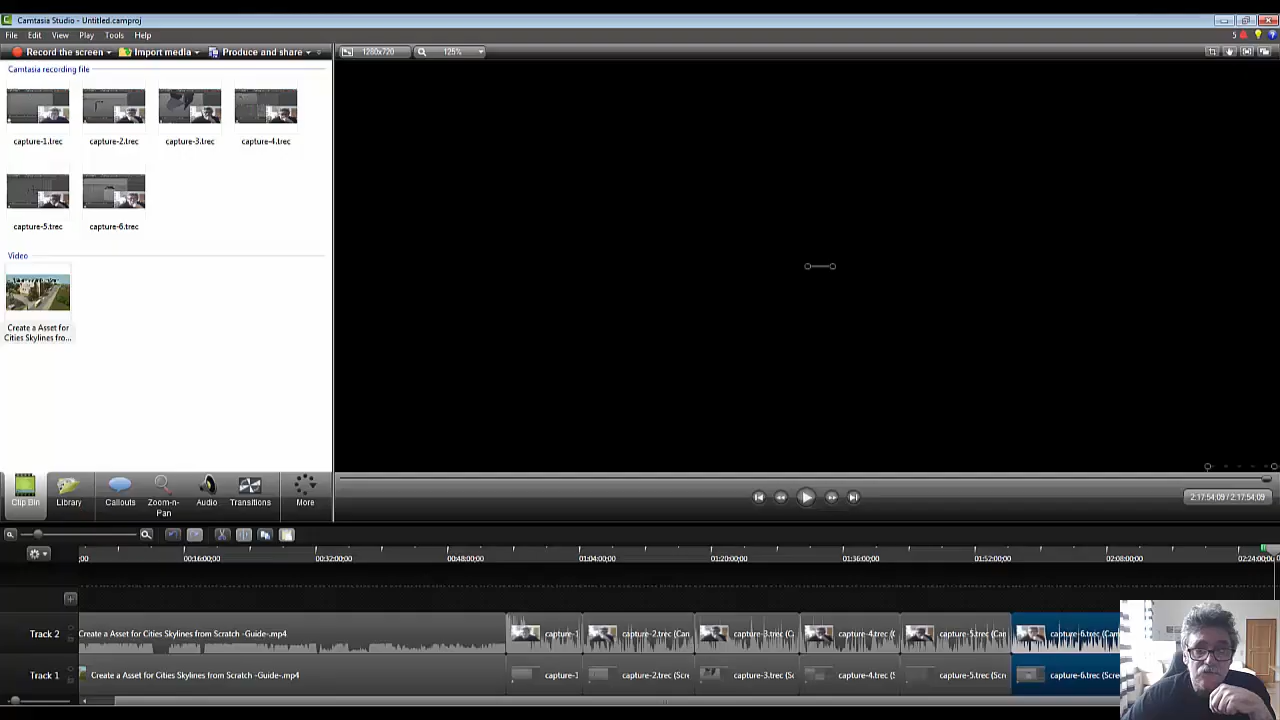 Camtasia Studio - Untitled.camproj
File Edit View Play Tools Help
5
Record the screen Import media Produce and share 1280x720 125%
Camtasia recording file
capture-1.trec capture-2.trec capture-3.trec capture-4.trec
capture-5.trec capture-6.trec
Video
Create a Asset for
Cities Skylines fro...
Clip Bin Library Callouts Zoom-n-
Pan Audio Transitions More
2:17:54:09 / 2:17:54:09
;00 00:16:00;00 00:32:00;00 00:48:00;00 01:04:00;00 01:20:00;00 01:36:00;00 01:52:00;00 02:08:00;00 02:24:00;00
Track 2 Create a Asset for Cities Skylines from Scratch -Guide-.mp4 capture-1 capture-2.trec (Can capture-3.trec (C capture-4.trec ( capture-5.trec (Can capture-6.trec (Cam
Track 1 Create a Asset for Cities Skylines from Scratch -Guide-.mp4 capture-1 capture-2.trec (Scre capture-3.trec (Sc capture-4.trec (S capture-5.trec (Scre capture-6.trec (Scre